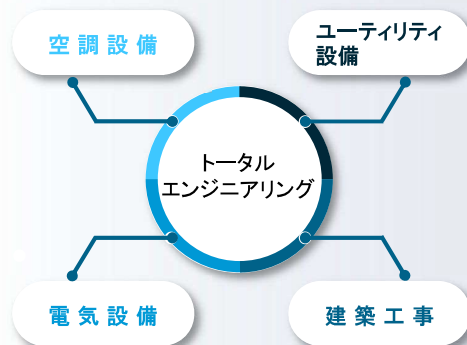 空調設備
ユーティリティ
設備
トータル
エンジニアリング
電気設備
建築工事